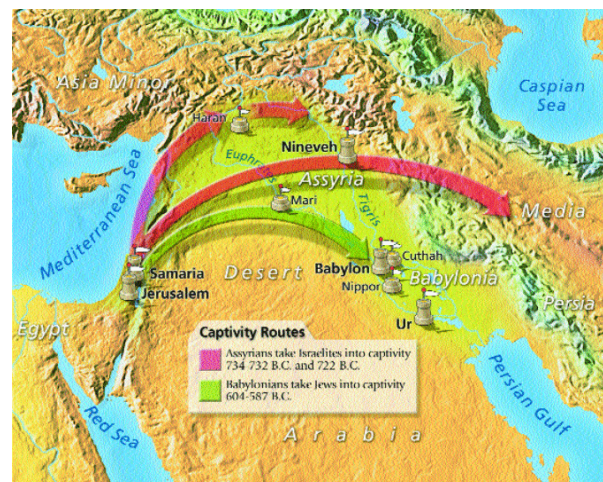 Asia Minor
Caspian
Sea
Haran
Nineveh
Mediterranean Sea
Euphrates
Assyria
Mari
Tigris
Media
Samaria
Jerusalem
Desert
Babylon
Cuthah
Nippor
Babylonia
Egypt
Ur
Persia
Captivity Routes
Assyrians take Israelites into captivity
734-732 B.C. and 722 B.C.
Babylonians take Jews into captivity
604-587 B.C.
Red Sea
Persian Gulf
Arabia